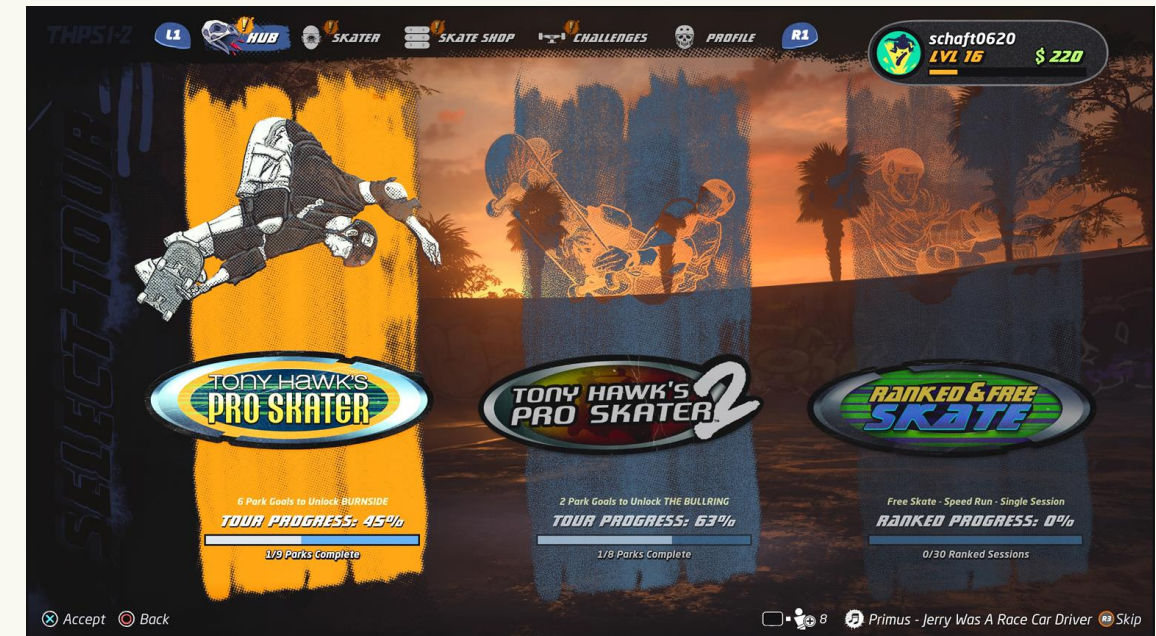 THPS1+2
L1
HUB
SKATER
SKATE SHOP
CHALLENGES
PROFILE
R1
schaft0620
LVL 16
$ 220
SELECT TOUR
TONY HAWK'S
PRO SKATER
TONY HAWK'S
PRO SKATER 2
RANKED & FREE
SKATE
6 Park Goals to Unlock BURNSIDE
TOUR PROGRESS: 45%
1/9 Parks Complete
2 Park Goals to Unlock THE BULLRING
TOUR PROGRESS: 63%
1/8 Parks Complete
Free Skate - Speed Run - Single Session
RANKED PROGRESS: 0%
0/30 Ranked Sessions
Accept
Back
8
Primus - Jerry Was A Race Car Driver
R3 Skip